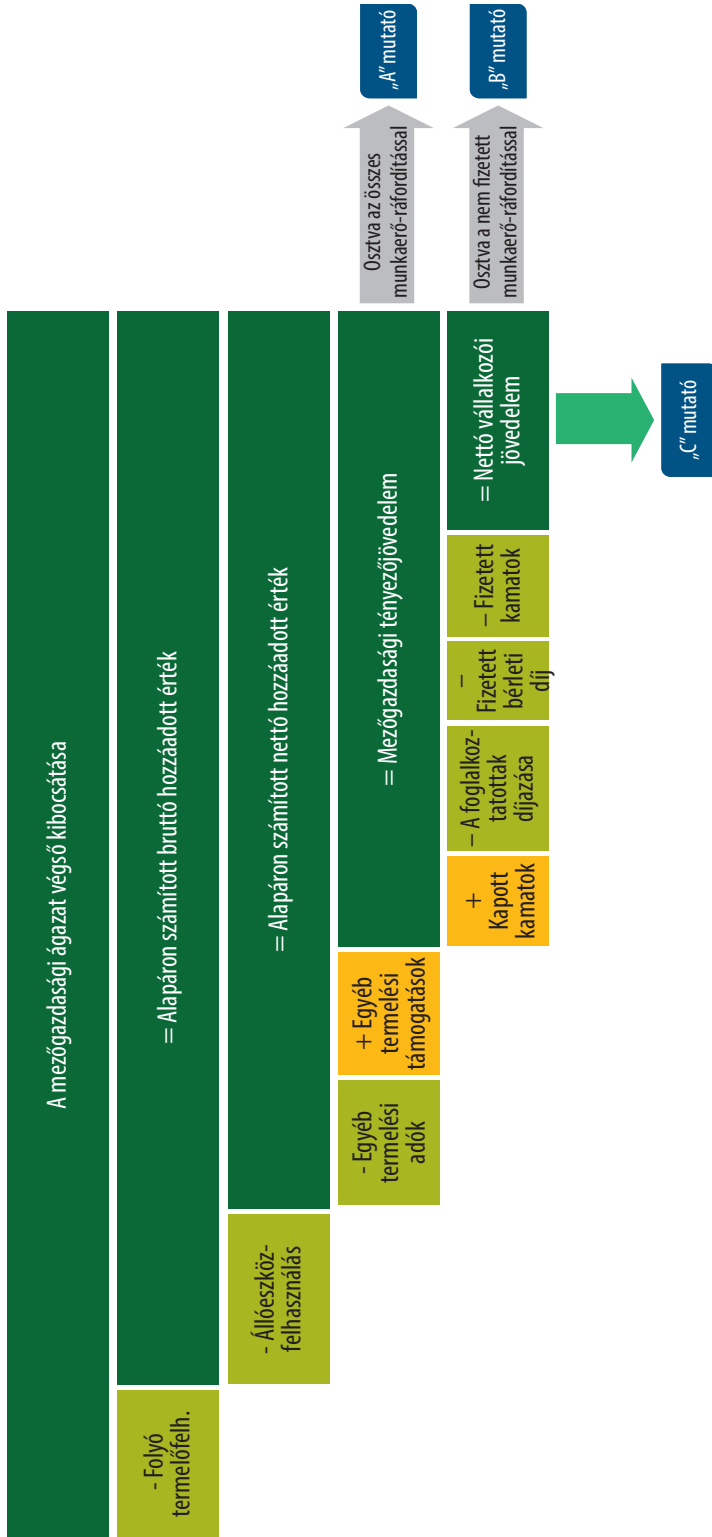 A mezőgazdasági ágazat végső kibocsátása
- Folyó
termelőfelh.
= Alapáron számított bruttó hozzáadott érték
- Állóeszköz-
felhasználás
= Alapáron számított nettó hozzáadott érték
- Egyéb
termelési
adók
+ Egyéb
termelési
támogatások
= Mezőgazdasági tényezőjövedelem
Osztva az összes
munkaerő-ráfordítással
„A” mutató
+
Kapott
kamatok
– A foglalkoz-
tatottak
díjazása
–
Fizetett
bérleti
díj
– Fizetett
kamatok
= Nettó vállalkozói
jövedelem
Osztva a nem fizetett
munkaerő-ráfordítással
„B” mutató
„C” mutató